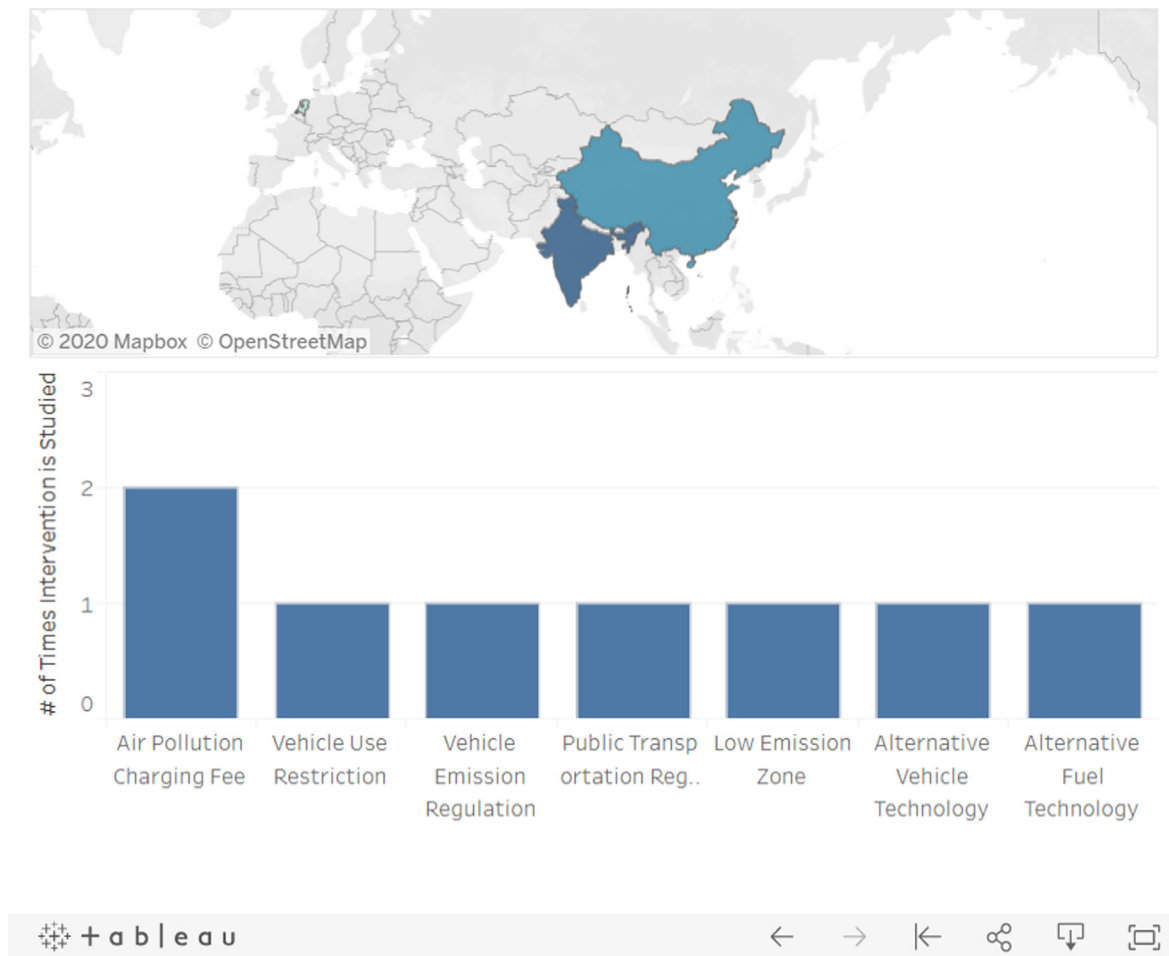 © 2020 Mapbox © OpenStreetMap
# of Times Intervention is Studied
3
2
1
0
Air Pollution Charging Fee
Vehicle Use Restriction
Vehicle Emission Regulation
Public Transp ortation Reg..
Low Emission Zone
Alternative Vehicle Technology
Alternative Fuel Technology
+ a b | e a u